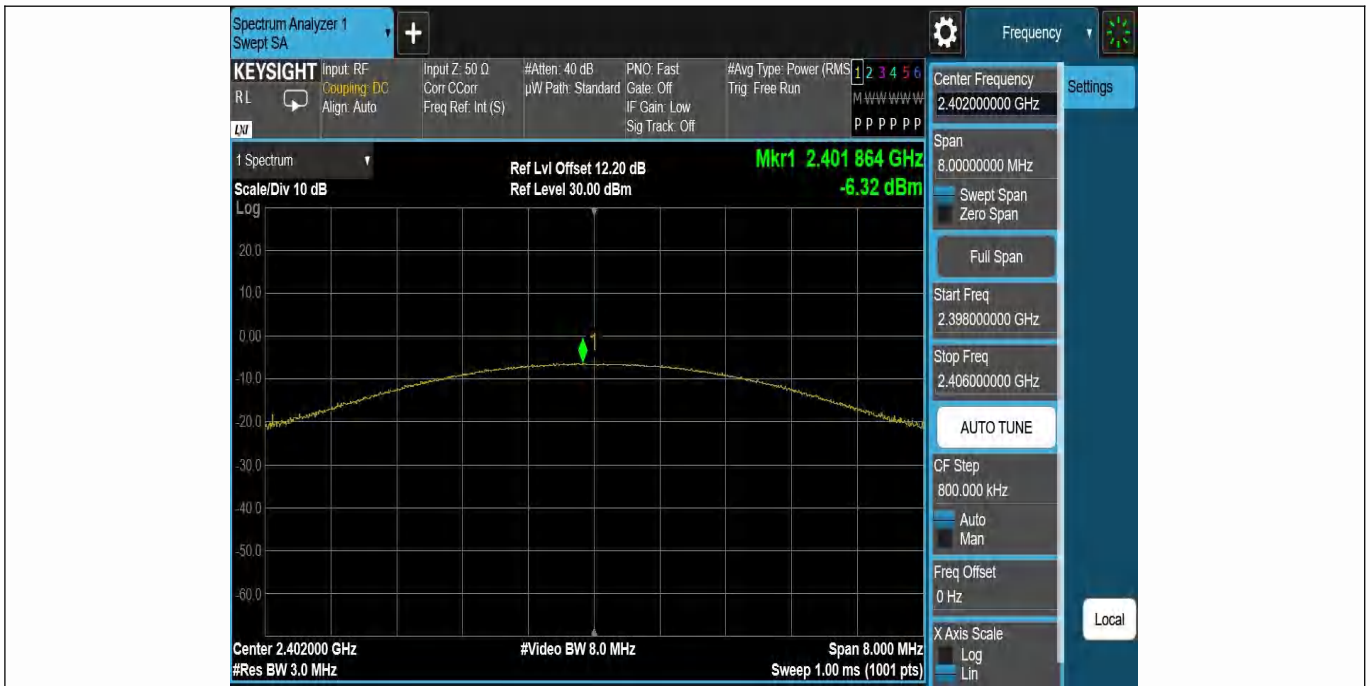 Spectrum Analyzer 1
Swept SA
+
Frequency
KEYSIGHT
RL
LXI
Input: RF
Coupling: DC
Align: Auto
Input Z: 50 Ω
Corr CCorr
Freq Ref: Int (S)
#Atten: 40 dB
µW Path: Standard
PNO: Fast
Gate: Off
IF Gain: Low
Sig Track: Off
#Avg Type: Power (RMS
Trig: Free Run
1 2 3 4 5 6
M W W W W W
P P P P P P
1 Spectrum
Scale/Div 10 dB
Log
Ref Lvl Offset 12.20 dB
Ref Level 30.00 dBm
Mkr1 2.401 864 GHz
-6.32 dBm
20.0
10.0
0.00
-10.0
-20.0
-30.0
-40.0
-50.0
-60.0
1
Center 2.402000 GHz
#Res BW 3.0 MHz
#Video BW 8.0 MHz
Span 8.000 MHz
Sweep 1.00 ms (1001 pts)
Center Frequency
2.402000000 GHz
Span
8.00000000 MHz
Swept Span
Zero Span
Full Span
Start Freq
2.398000000 GHz
Stop Freq
2.406000000 GHz
AUTO TUNE
CF Step
800.000 kHz
Auto
Man
Freq Offset
0 Hz
X Axis Scale
Log
Lin
Settings
Local